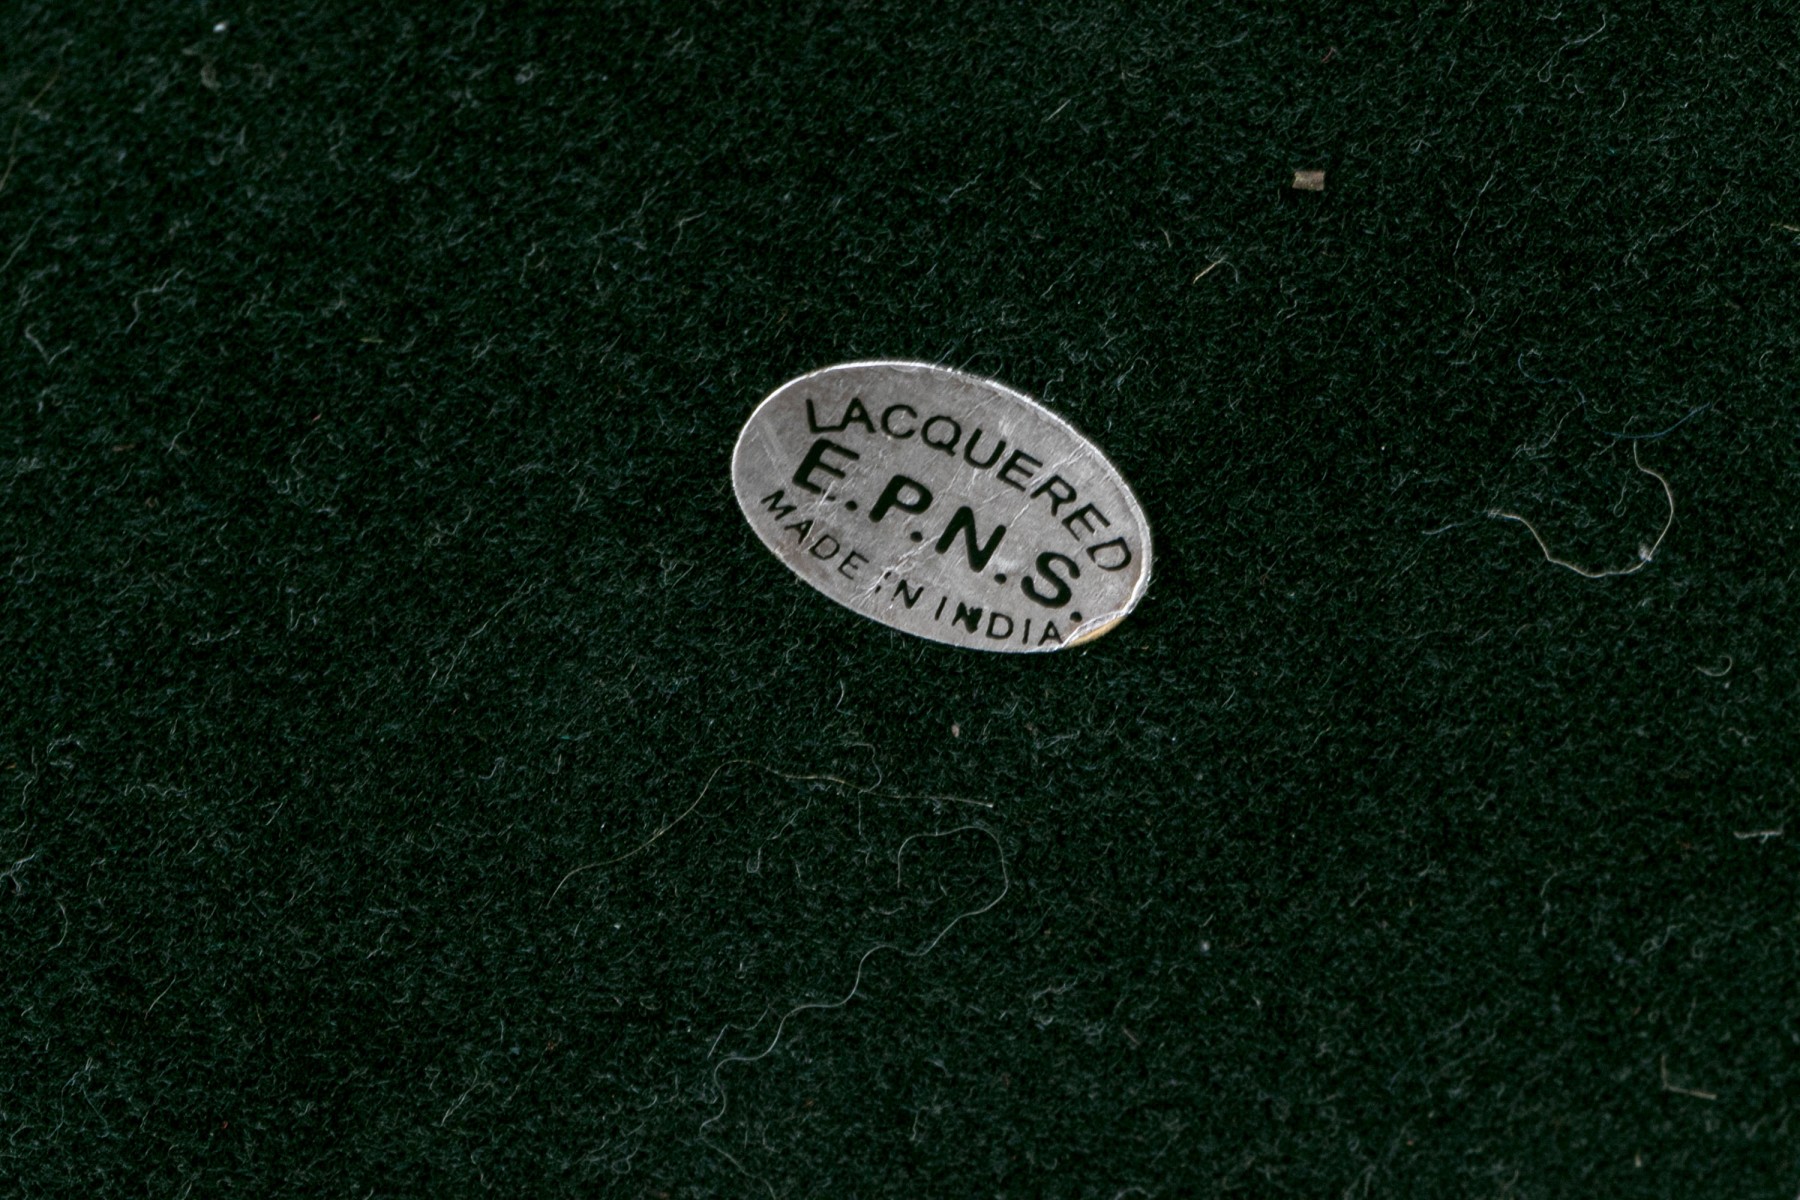 LACQUERED
E.P.N.S.
MADE IN INDIA